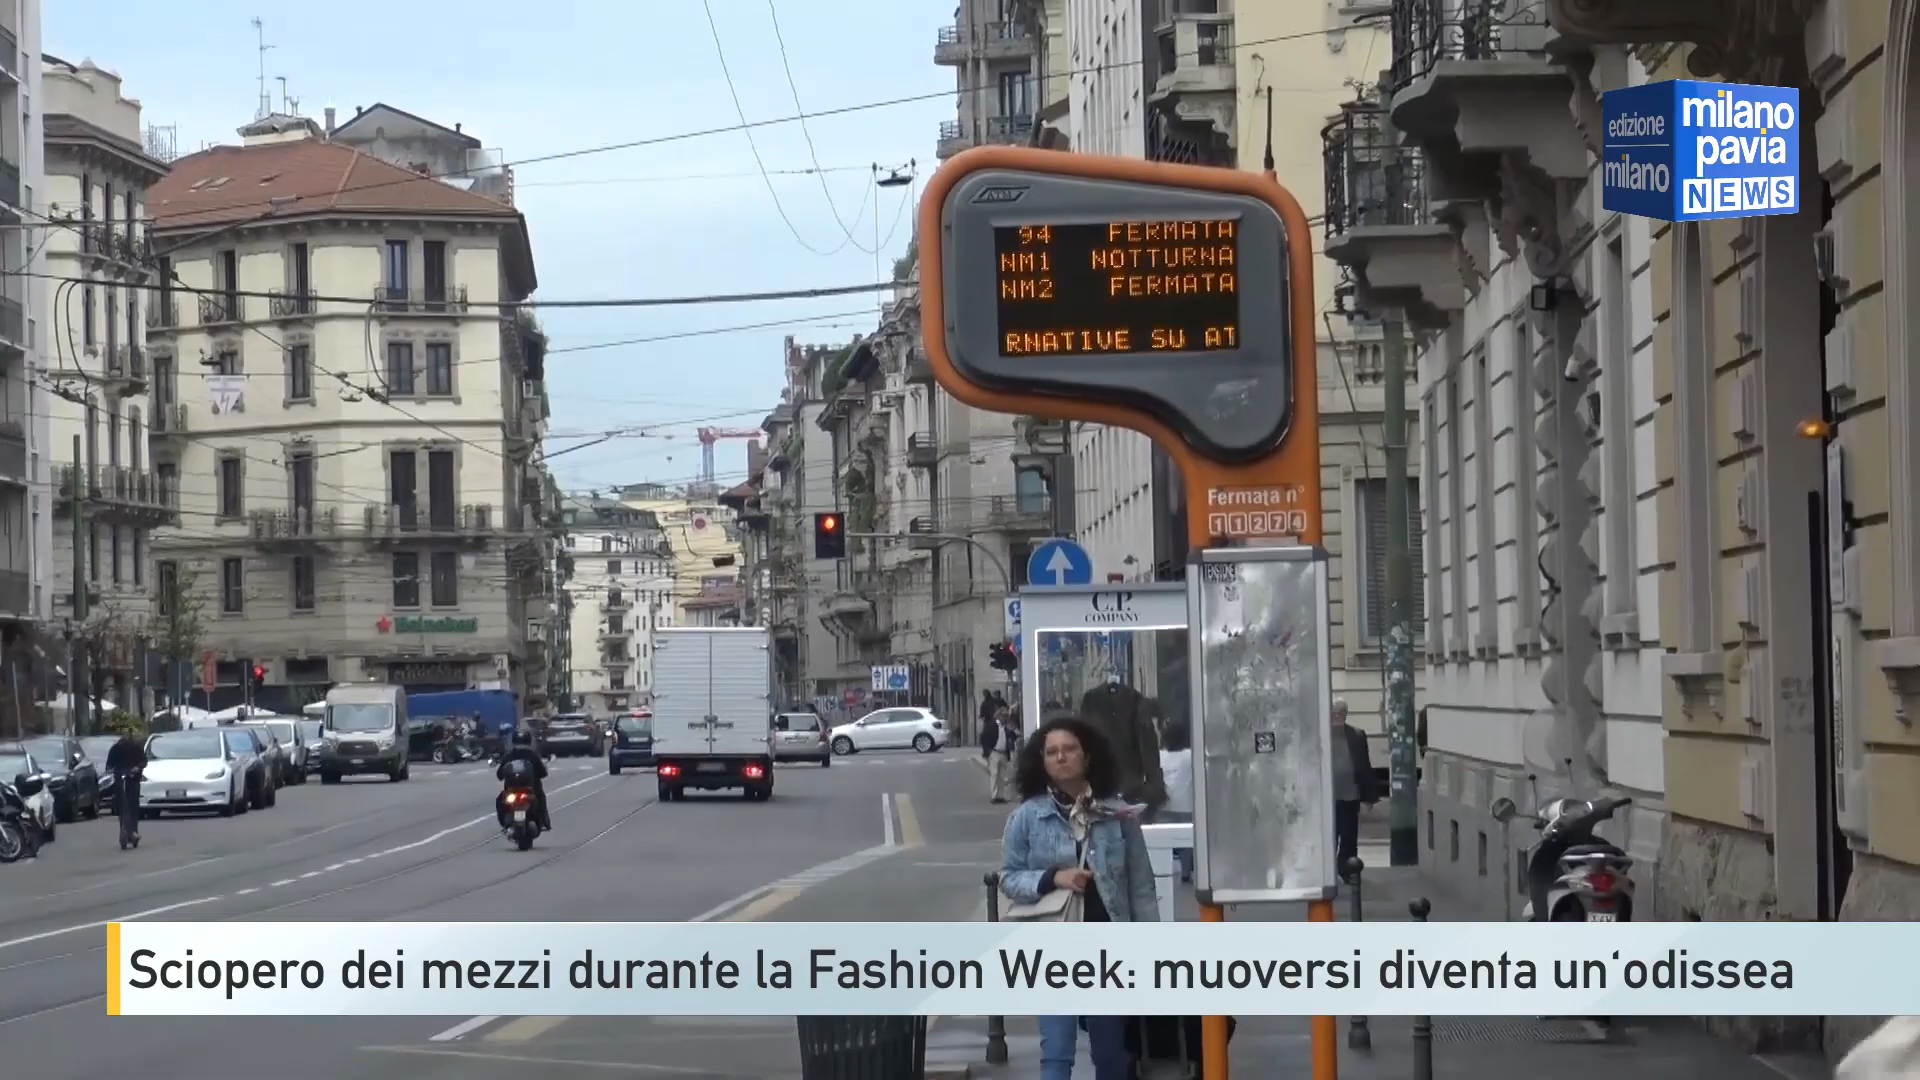 edizione
milano
milano
pavia
NEWS
ATM
94 FERMATA
NM1 NOTTURNA
NM2 FERMATA
RNATIVE SU AT
Fermata n°
11274
C.P.
COMPANY
Heineken
Sciopero dei mezzi durante la Fashion Week: muoversi diventa un'odissea